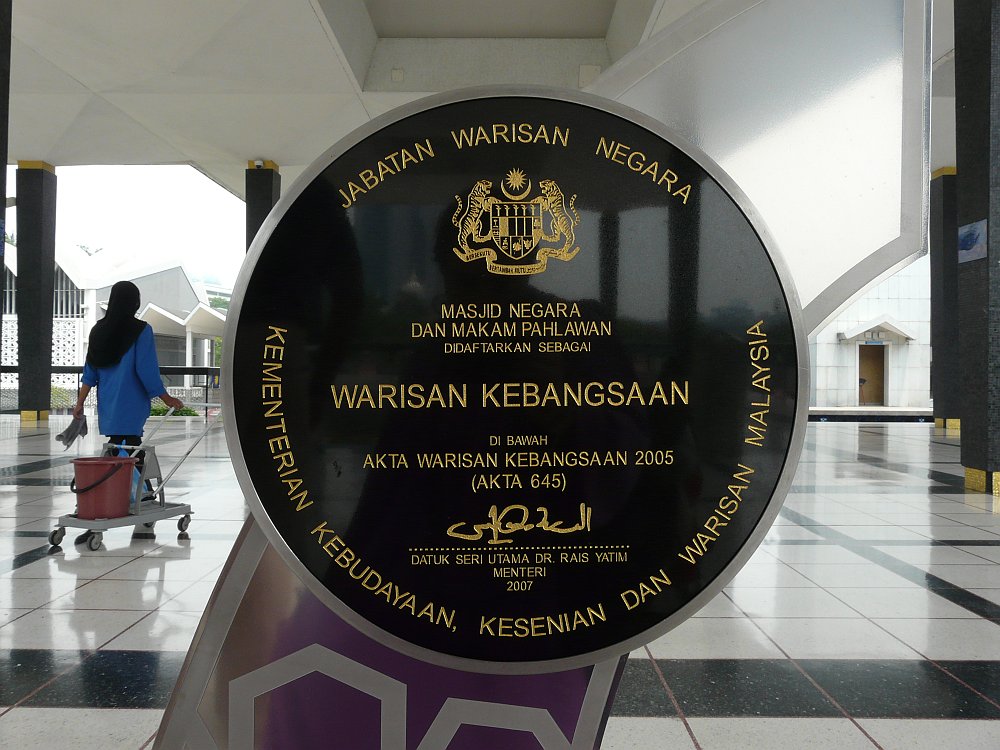 JABATAN WARISAN NEGARA
MASJID NEGARA
DAN MAKAM PAHLAWAN
DIDAFTARKAN SEBAGAI
WARISAN KEBANGSAAN
DI BAWAH
AKTA WARISAN KEBANGSAAN 2005
(AKTA 645)
DATUK SERI UTAMA DR. RAIS YATIM
MENTERI
2007
KEMENTERIAN KEBUDAYAAN, KESENIAN DAN WARISAN MALAYSIA